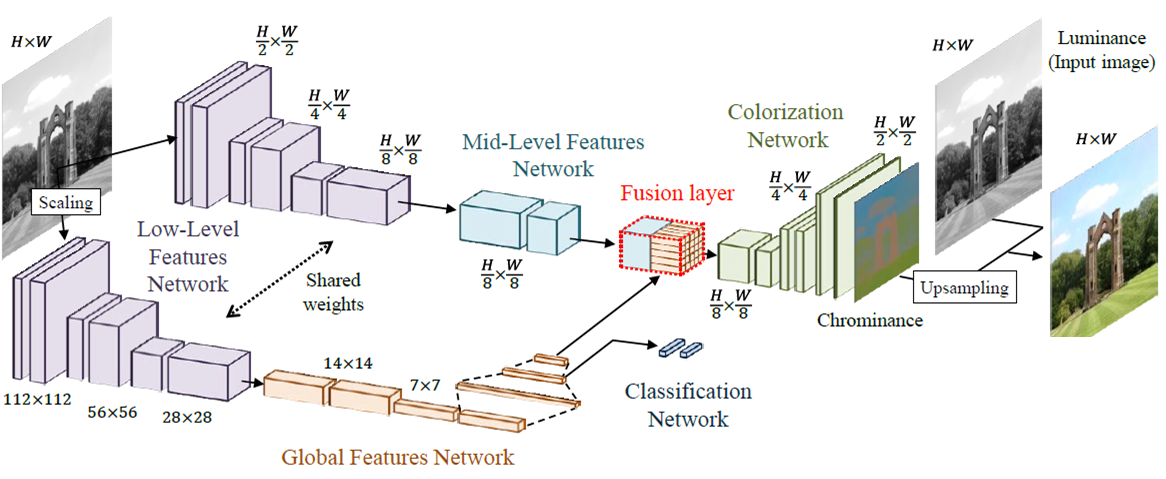 H×W
Scaling
H/2 × W/2
H/4 × W/4
H/8 × W/8
Low-Level
Features
Network
Shared
weights
112×112
56×56
28×28
14×14
7×7
Global Features Network
Mid-Level Features
Network
H/8 × W/8
Fusion layer
Classification
Network
Colorization
Network
H/8 × W/8
H/4 × W/4
H/2 × W/2
Chrominance
Upsampling
H×W
Luminance
(Input image)
H×W